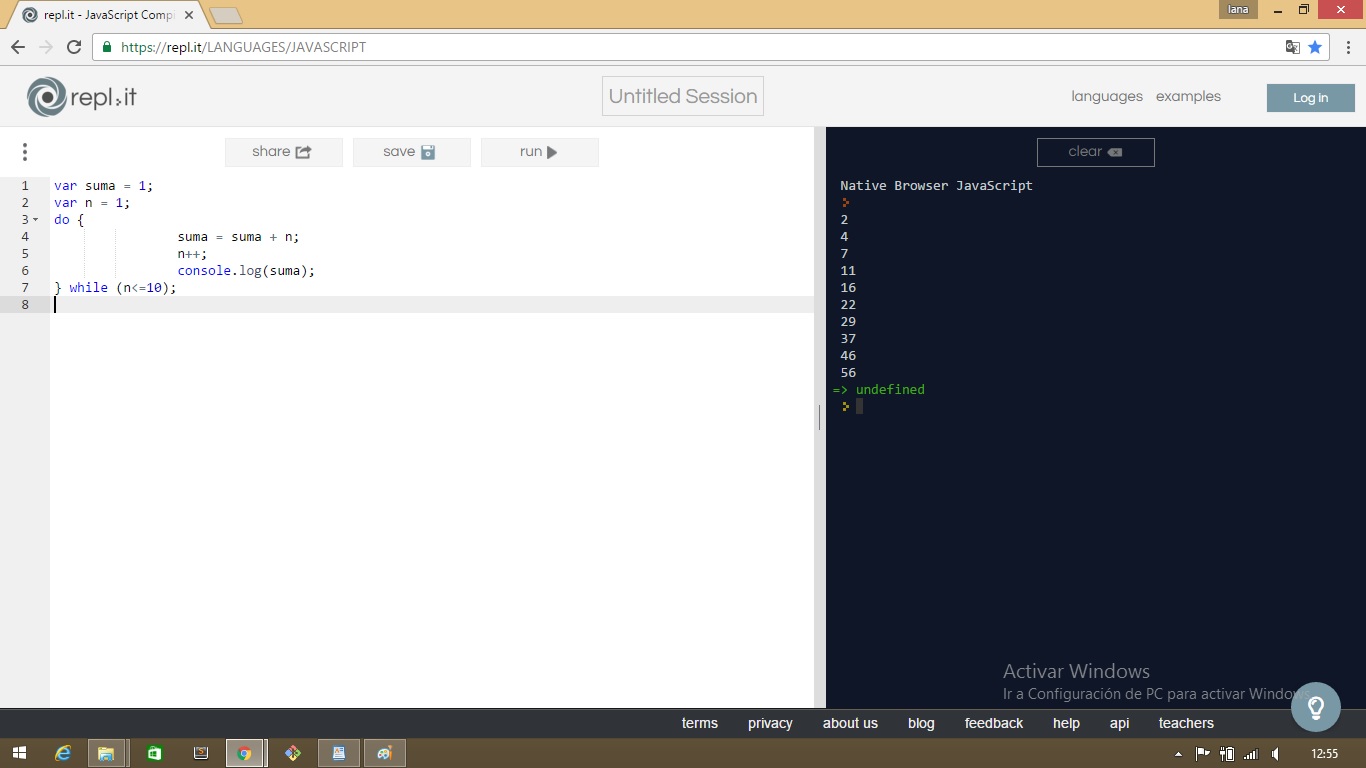 repl.it - JavaScript Comp
Iana
https://repl.it/LANGUAGES/JAVASCRIPT
repl.it
Untitled Session
languages examples
Log in
share save run
clear
1 var suma = 1;
2 var n = 1;
3 do {
4 suma = suma + n;
5 n++;
6 console.log(suma);
7 } while (n<=10);
8
Native Browser JavaScript
2
4
7
11
16
22
29
37
46
56
=> undefined
Activar Windows
Ir a Configuración de PC para activar Windows.
terms privacy about us blog feedback help api teachers
12:55